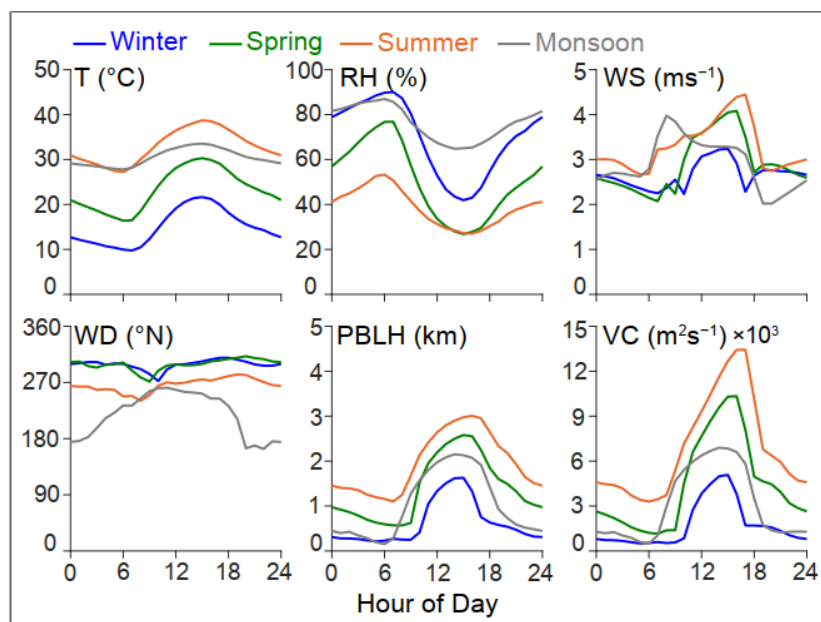 Winter Spring Summer Monsoon
T (°C) RH (%) WS (ms⁻¹)
50 100 6
40 80 5
30 60 4
20 40 3
10 20 2
0 0 1
0
WD (°N) PBLH (km) VC (m²s⁻¹) ×10³
360 5 15
270 4 12
180 3 9
90 2 6
0 1 3
0 0
0 6 12 18 24 0 6 12 18 24 0 6 12 18 24
Hour of Day